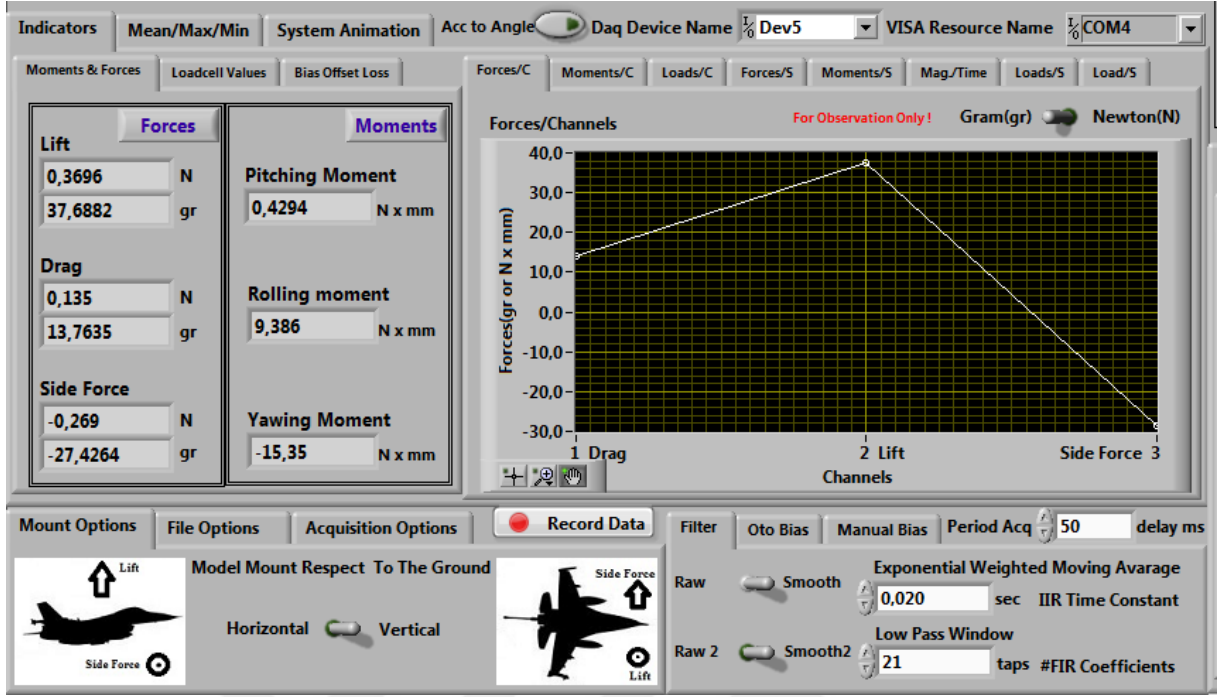 Indicators Mean/Max/Min System Animation Acc to Angle Daq Device Name Dev5 VISA Resource Name COM4
Moments & Forces Loadcell Values Bias Offset Loss
Forces/C Moments/C Loads/C Forces/S Moments/S Mag./Time Loads/S Load/S
Forces Moments
Lift
0,3696 N
37,6882 gr
Drag
0,135 N
13,7635 gr
Side Force
-0,269 N
-27,4264 gr
Pitching Moment
0,4294 N x mm
Rolling moment
9,386 N x mm
Yawing Moment
-15,35 N x mm
Forces/Channels For Observation Only ! Gram(gr) Newton(N)
Forces(gr or N x mm)
40,0
30,0
20,0
10,0
0,0
-10,0
-20,0
-30,0
1 Drag 2 Lift Side Force 3
Channels
Mount Options File Options Acquisition Options Record Data
Lift
Side Force
Model Mount Respect To The Ground
Horizontal Vertical
Side Force
Lift
Filter Oto Bias Manual Bias Period Acq 50 delay ms
Raw Smooth
Exponential Weighted Moving Avarage
0,020 sec IIR Time Constant
Raw 2 Smooth2
Low Pass Window
21 taps #FIR Coefficients